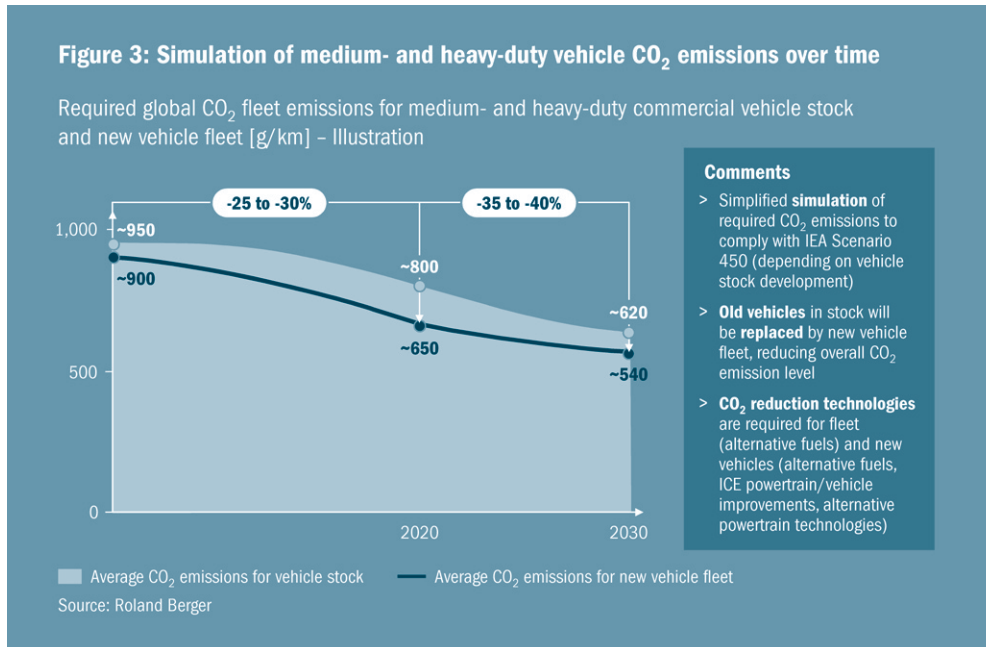 Figure 3: Simulation of medium- and heavy-duty vehicle CO₂ emissions over time
Required global CO₂ fleet emissions for medium- and heavy-duty commercial vehicle stock
and new vehicle fleet [g/km] – Illustration
-25 to -30%
-35 to -40%
1,000
~950
~900
~800
~650
~620
~540
500
0
2020
2030
Comments
> Simplified simulation of
required CO₂ emissions to
comply with IEA Scenario
450 (depending on vehicle
stock development)
> Old vehicles in stock will
be replaced by new vehicle
fleet, reducing overall CO₂
emission level
> CO₂ reduction technologies
are required for fleet
(alternative fuels) and new
vehicles (alternative fuels,
ICE powertrain/vehicle
improvements, alternative
powertrain technologies)
Average CO₂ emissions for vehicle stock
Average CO₂ emissions for new vehicle fleet
Source: Roland Berger